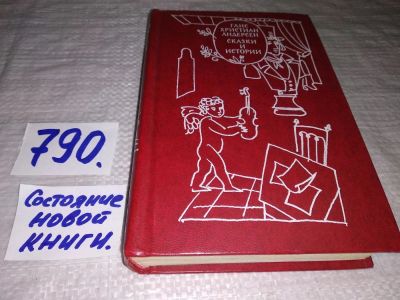 ГАНС
ХРИСТИАН
АНДЕРСЕН
СКАЗКИ
И
ИСТОРИИ
790.
Состояние
новой
книги.